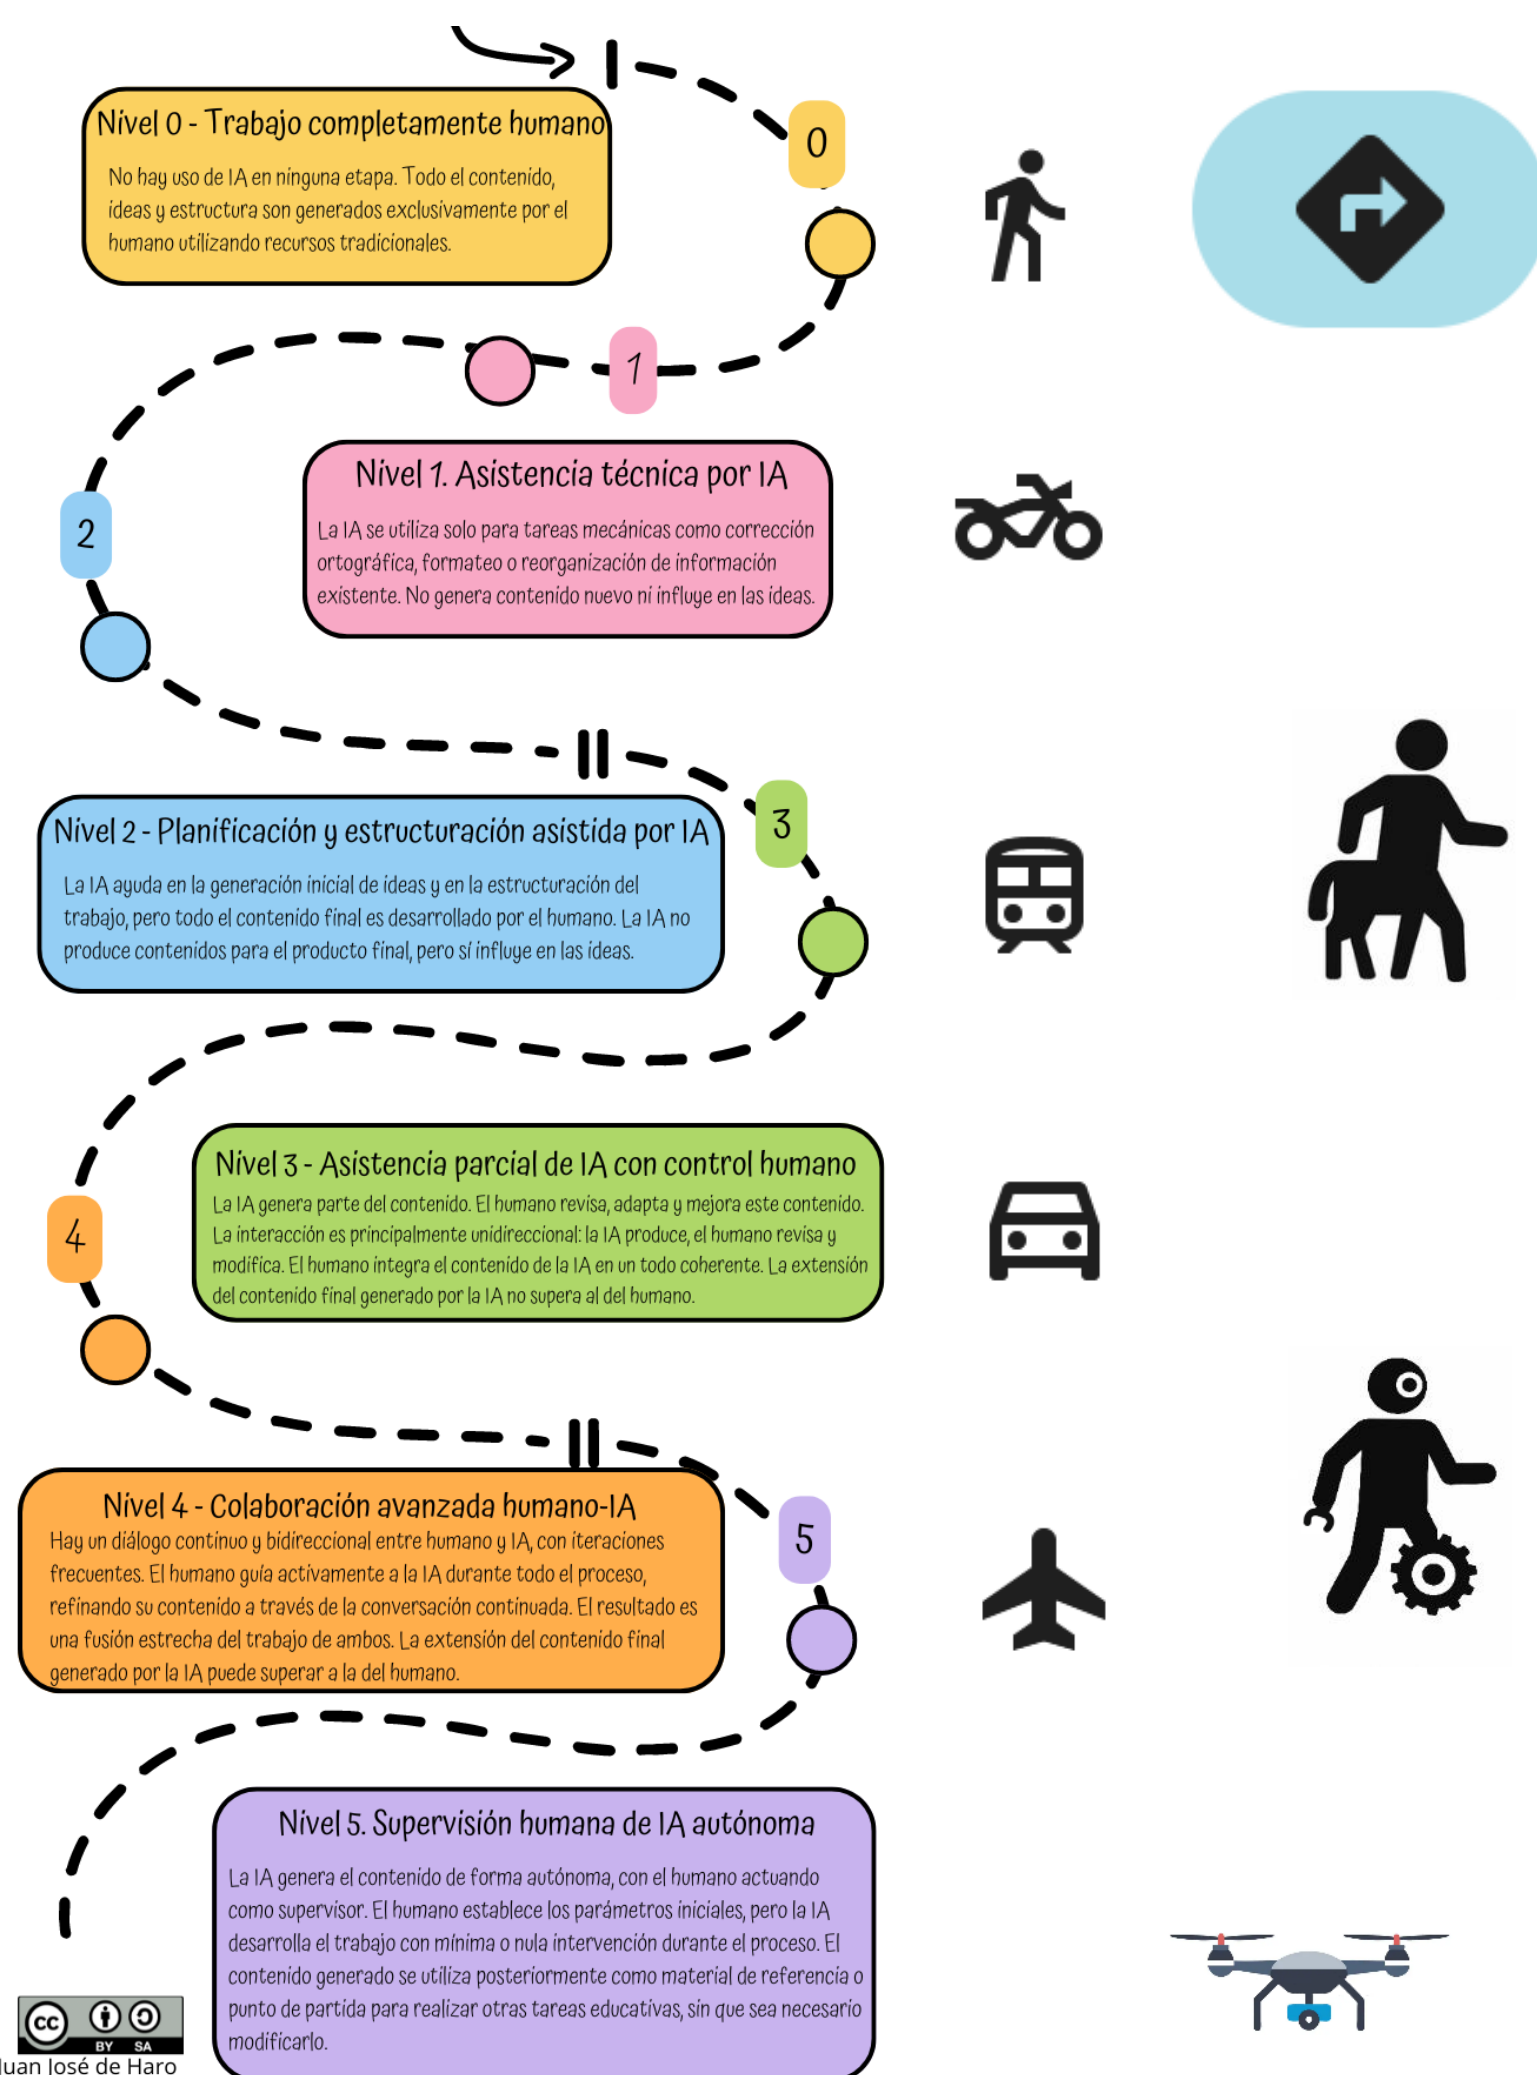 Nivel 0 - Trabajo completamente humano
No hay uso de IA en ninguna etapa. Todo el contenido,
ideas y estructura son generados exclusivamente por el
humano utilizando recursos tradicionales.
0
1
Nivel 1. Asistencia técnica por IA
La IA se utiliza solo para tareas mecánicas como corrección
ortográfica, formateo o reorganización de información
existente. No genera contenido nuevo ni influye en las ideas.
2
Nivel 2 - Planificación y estructuración asistida por IA
La IA ayuda en la generación inicial de ideas y en la estructuración del
trabajo, pero todo el contenido final es desarrollado por el humano. La IA no
produce contenidos para el producto final, pero sí influye en las ideas.
3
Nivel 3 - Asistencia parcial de IA con control humano
La IA genera parte del contenido. El humano revisa, adapta y mejora este contenido.
La interacción es principalmente unidireccional: la IA produce, el humano revisa y
modifica. El humano integra el contenido de la IA en un todo coherente. La extensión
del contenido final generado por la IA no supera al del humano.
4
Nivel 4 - Colaboración avanzada humano-IA
Hay un diálogo continuo y bidireccional entre humano y IA, con iteraciones
frecuentes. El humano guía activamente a la IA durante todo el proceso,
refinando su contenido a través de la conversación continuada. El resultado es
una fusión estrecha del trabajo de ambos. La extensión del contenido final
generado por la IA puede superar a la del humano.
5
Nivel 5. Supervisión humana de IA autónoma
La IA genera el contenido de forma autónoma, con el humano actuando
como supervisor. El humano establece los parámetros iniciales, pero la IA
desarrolla el trabajo con mínima o nula intervención durante el proceso. El
contenido generado se utiliza posteriormente como material de referencia o
punto de partida para realizar otras tareas educativas, sin que sea necesario
modificarlo.
cc
BY SA
Juan José de Haro